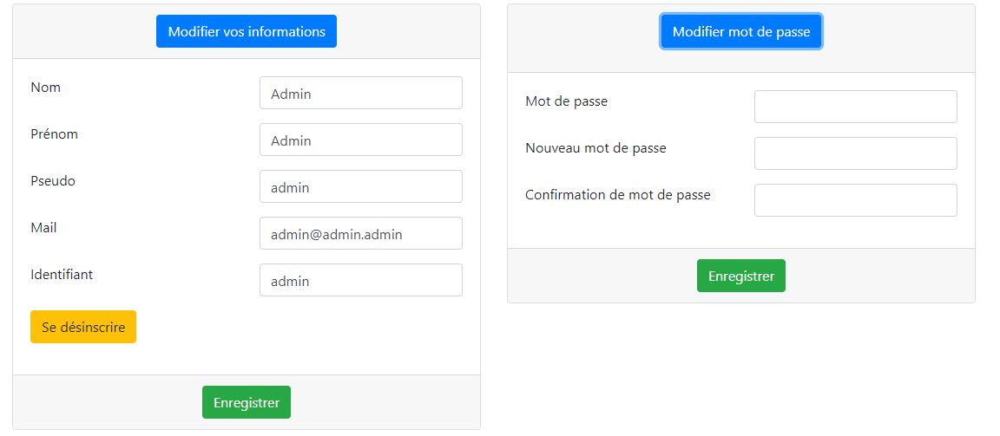 Modifier vos informations
Nom
Admin
Prénom
Admin
Pseudo
admin
Mail
admin@admin.admin
Identifiant
admin
Se désinscrire
Enregistrer
Modifier mot de passe
Mot de passe
Nouveau mot de passe
Confirmation de mot de passe
Enregistrer